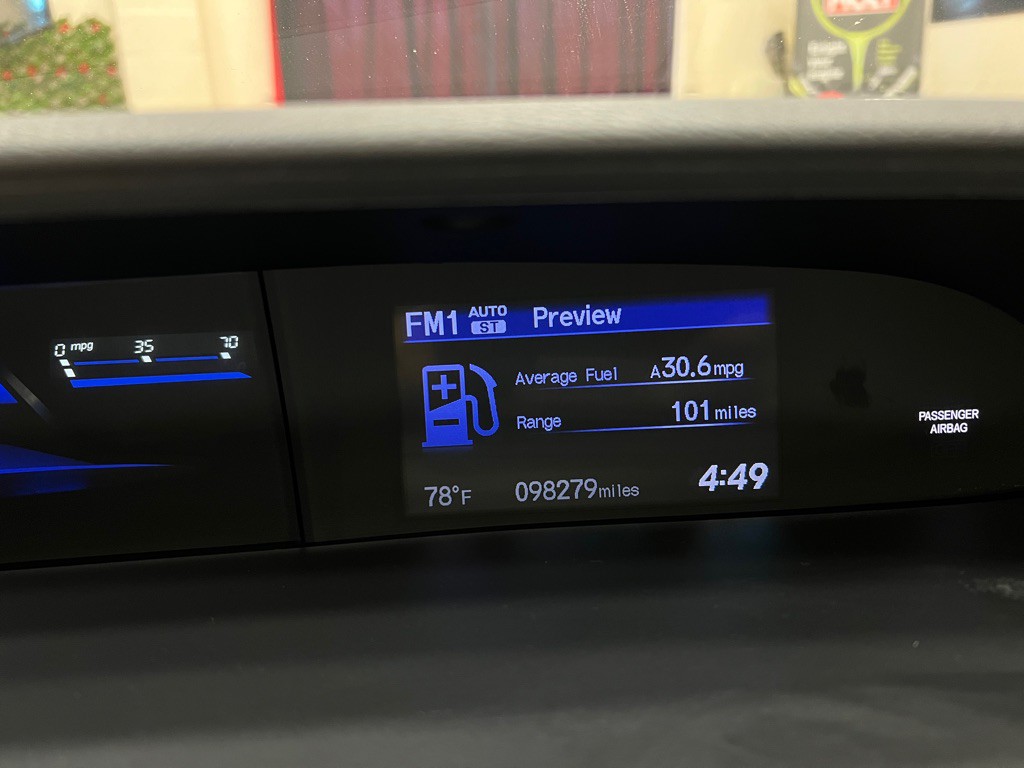 0 mpg 35 70
FM1 AUTO ST Preview
Average Fuel A30.6mpg
Range 101 miles
78°F 098279miles 4:49
PASSENGER
AIRBAG